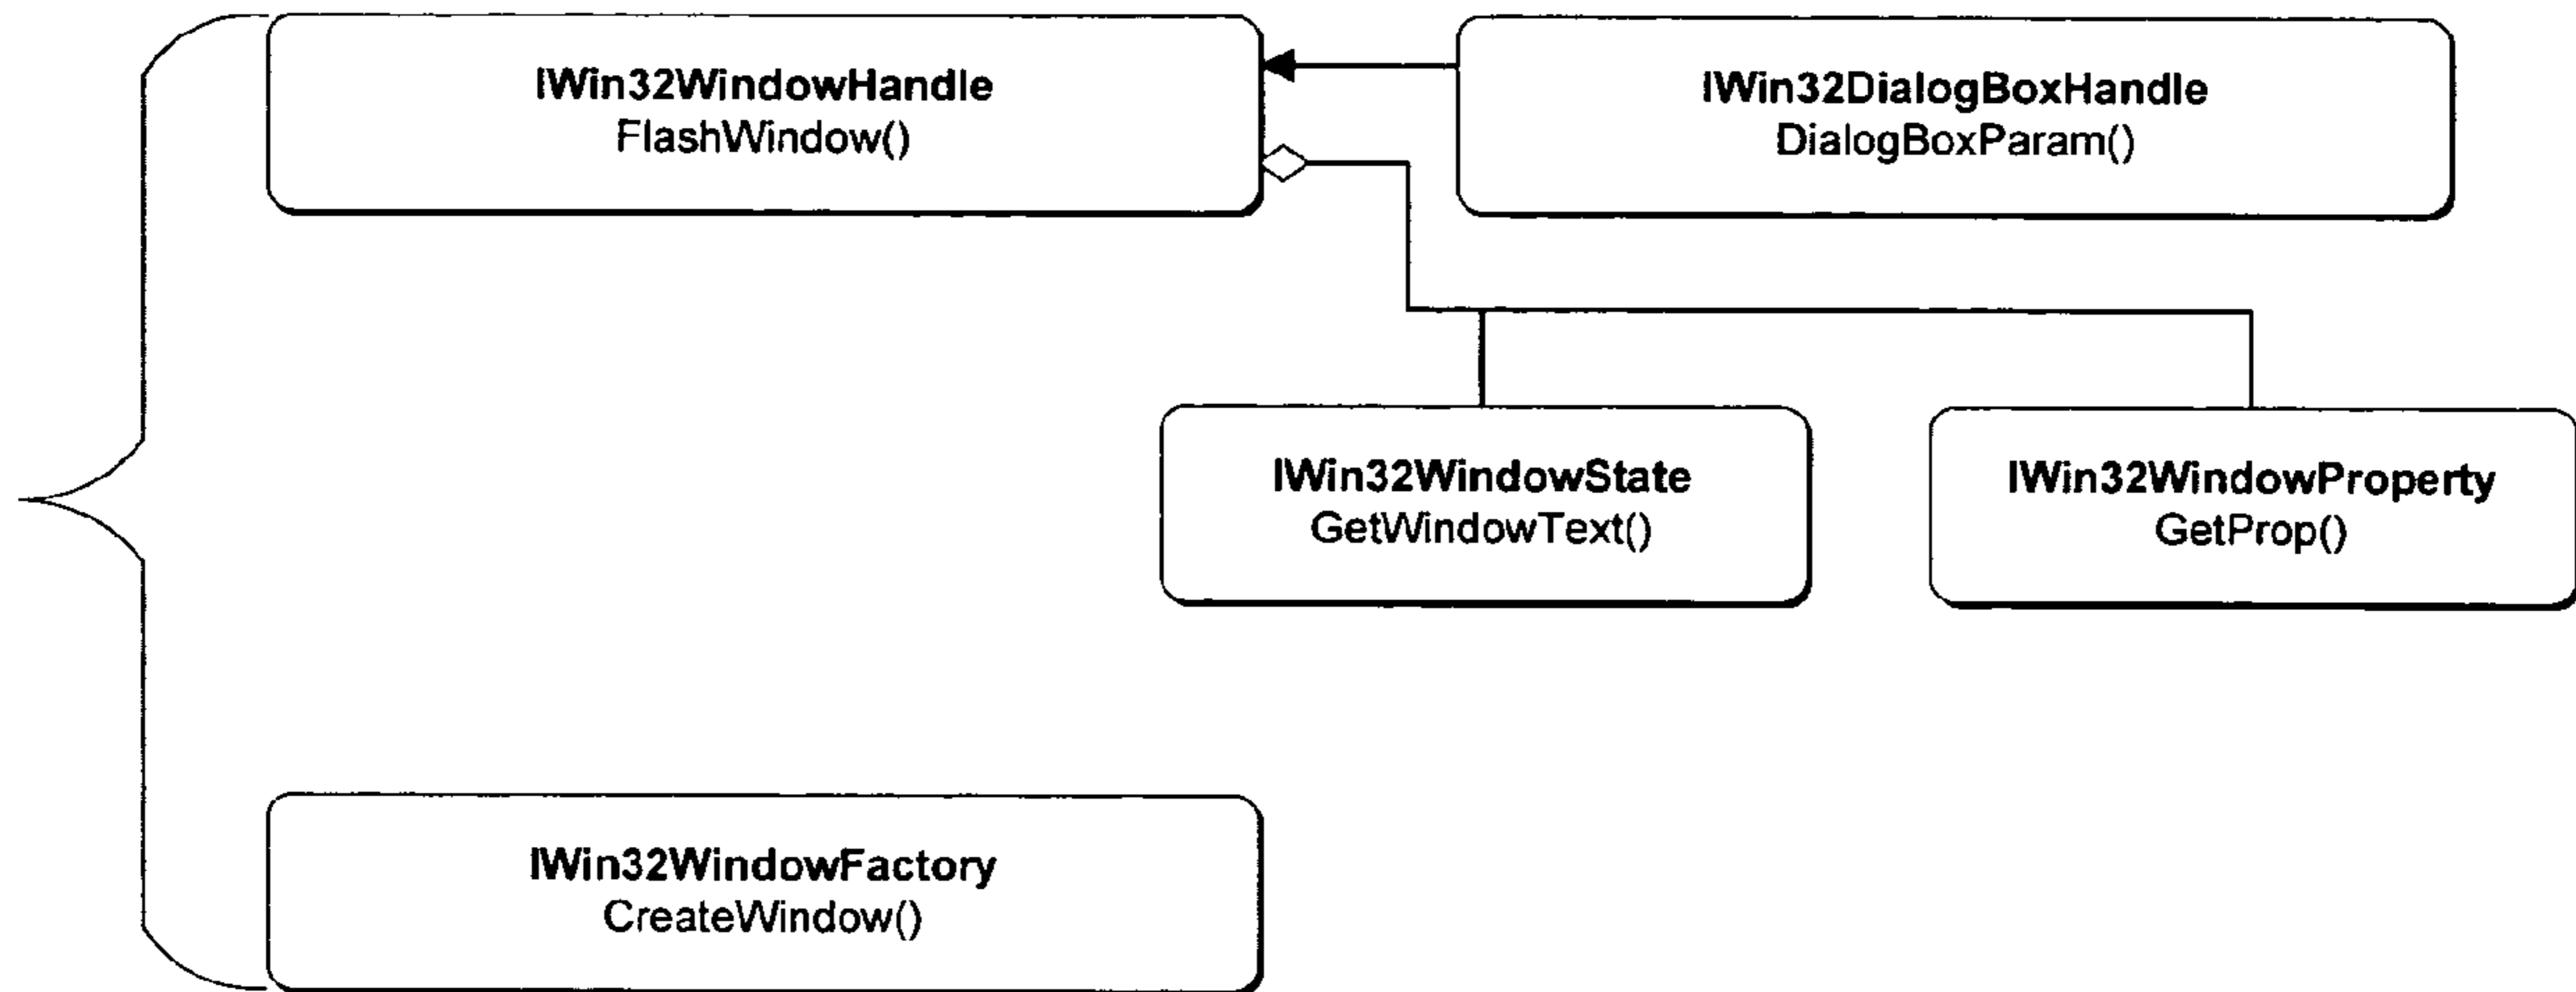 IWin32WindowHandle
FlashWindow()
IWin32DialogBoxHandle
DialogBoxParam()
IWin32WindowState
GetWindowText()
IWin32WindowProperty
GetProp()
IWin32WindowFactory
CreateWindow()